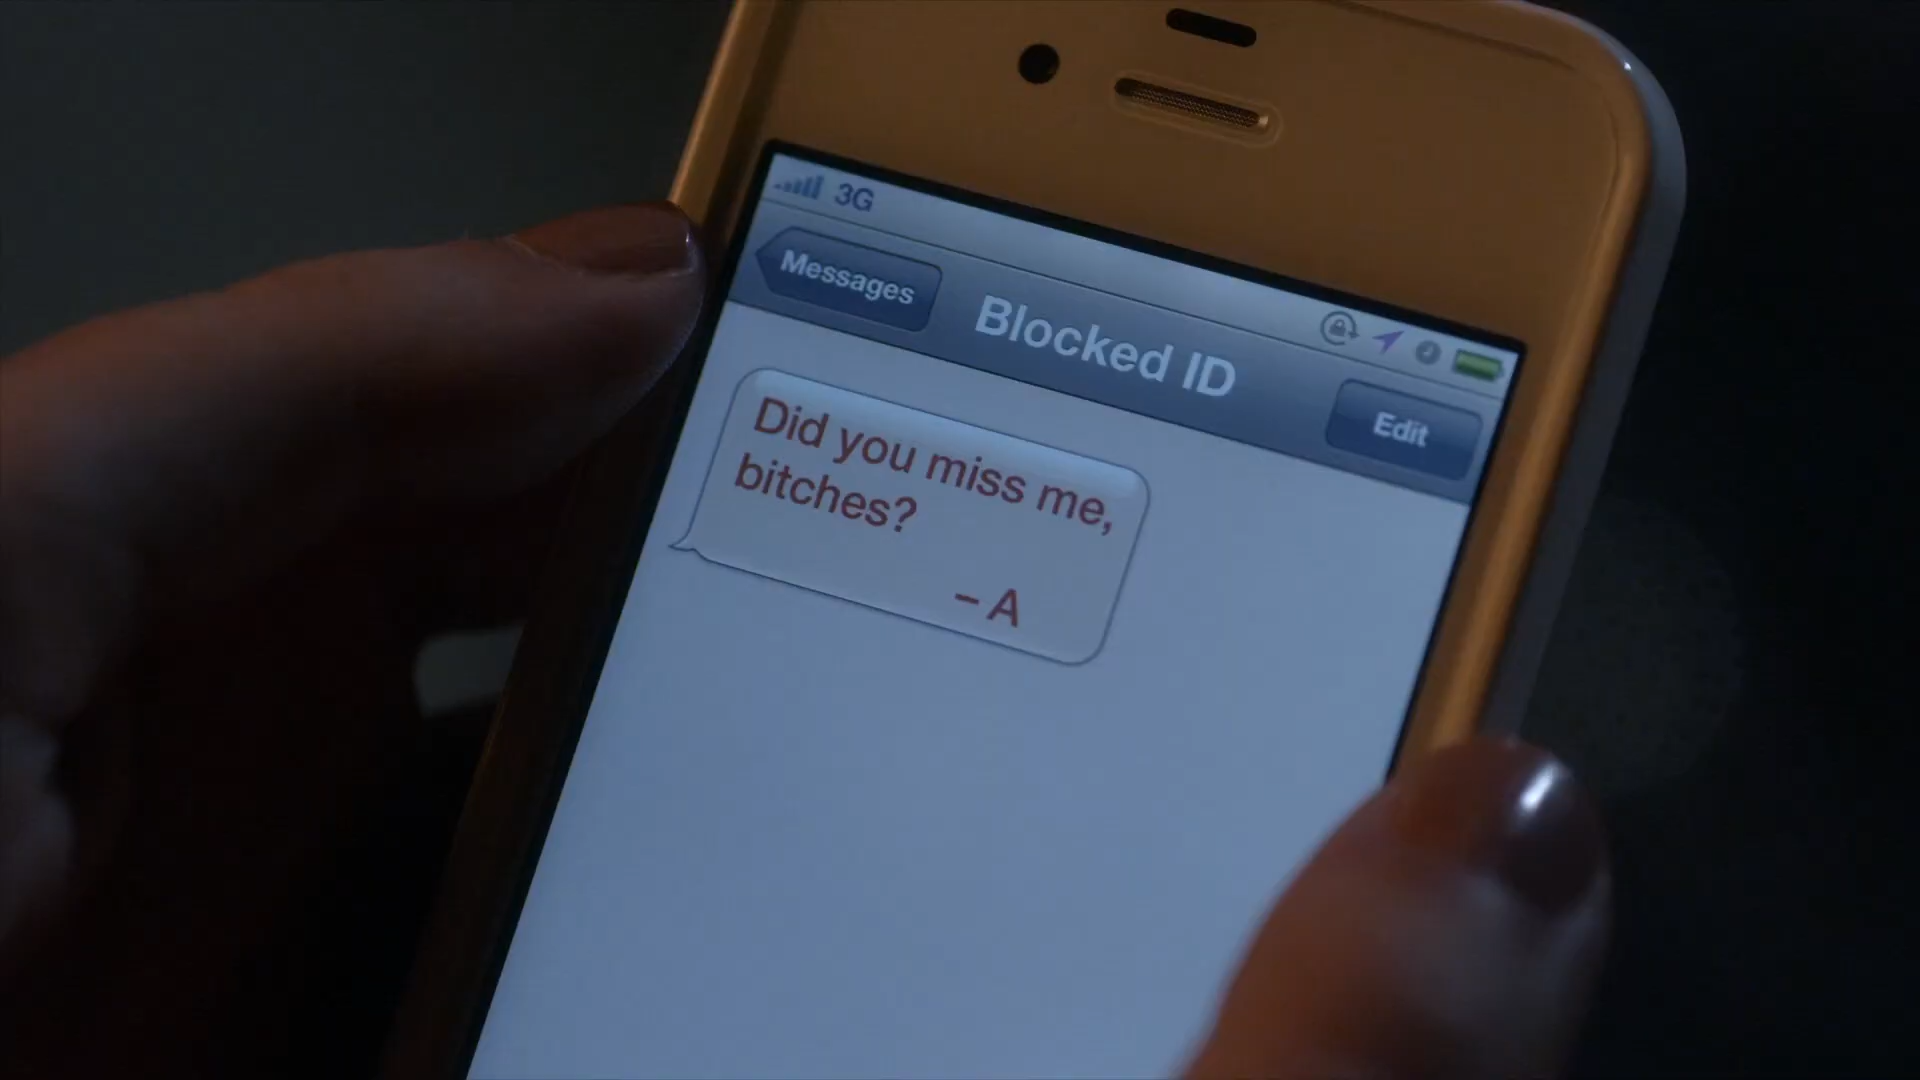 3G
Messages
Blocked ID
Edit
Did you miss me,
bitches?
– A